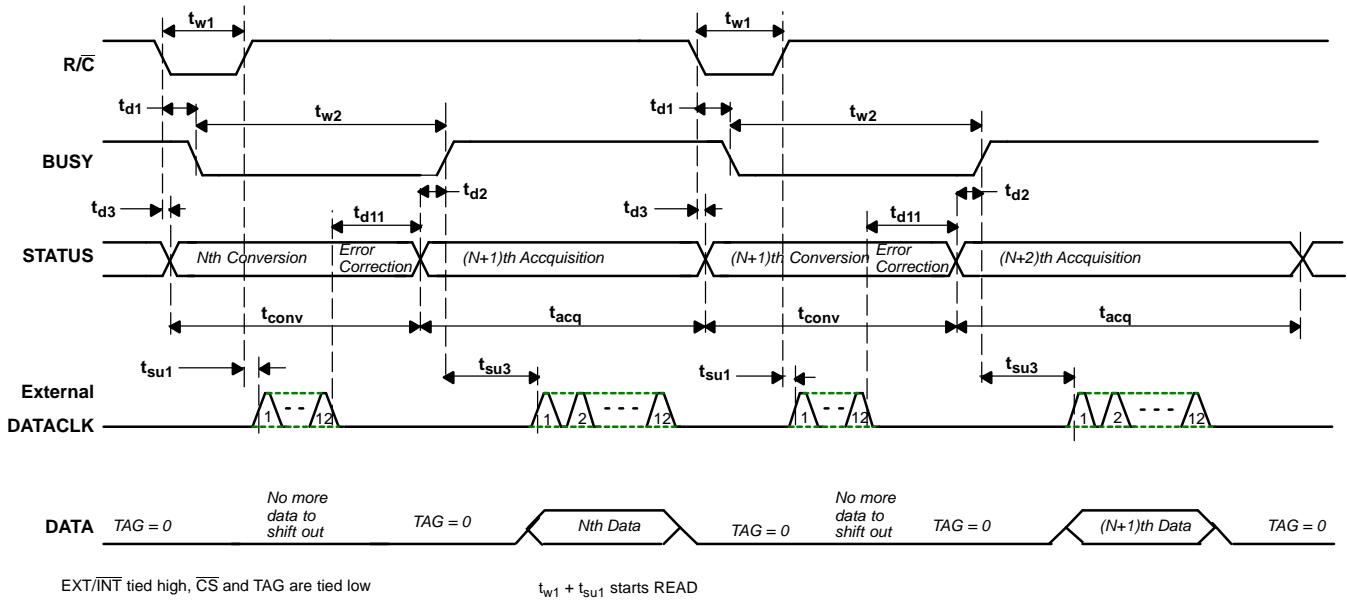 tw1 tw1
R/C̅
td1 tw2 td1 tw2
BUSY
td2 td2
td3 td11 td3 td11
STATUS Nth Conversion Error Correction (N+1)th Accquisition (N+1)th Conversion Error Correction (N+2)th Acquisition
tconv tacq tconv tacq
tsu1 tsu3 tsu1 tsu3
External
DATACLK 1 - - 12 1 2 - - - 12 1 - - 12 1 2 - - - 12
DATA TAG = 0 No more data to shift out TAG = 0 Nth Data TAG = 0 No more data to shift out TAG = 0 (N+1)th Data TAG = 0
EXT/I̅N̅T̅ tied high, C̅S̅ and TAG are tied low tw1 + tsu1 starts READ